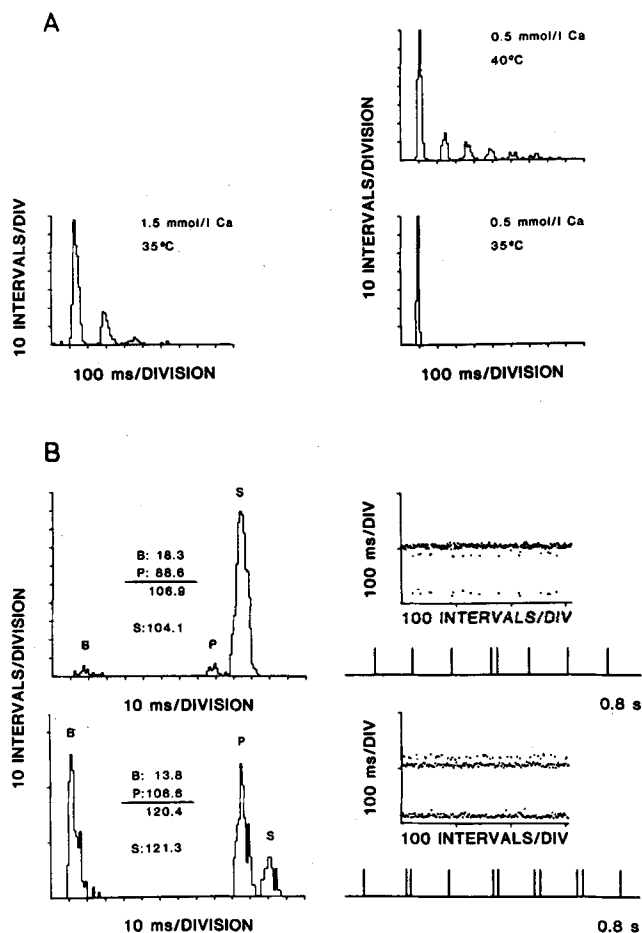 A
10 INTERVALS/DIV
1.5 mmol/l Ca
35°C
100 ms/DIVISION
10 INTERVALS/DIVISION
0.5 mmol/l Ca
40°C
0.5 mmol/l Ca
35°C
100 ms/DIVISION
B
10 INTERVALS/DIVISION
B
P
S
B: 18.3
P: 88.6
106.9
S:104.1
10 ms/DIVISION
100 ms/DIV
100 INTERVALS/DIV
0.8 s
B
P
S
B: 13.8
P:108.6
120.4
S:121.3
10 ms/DIVISION
100 ms/DIV
100 INTERVALS/DIV
0.8 s